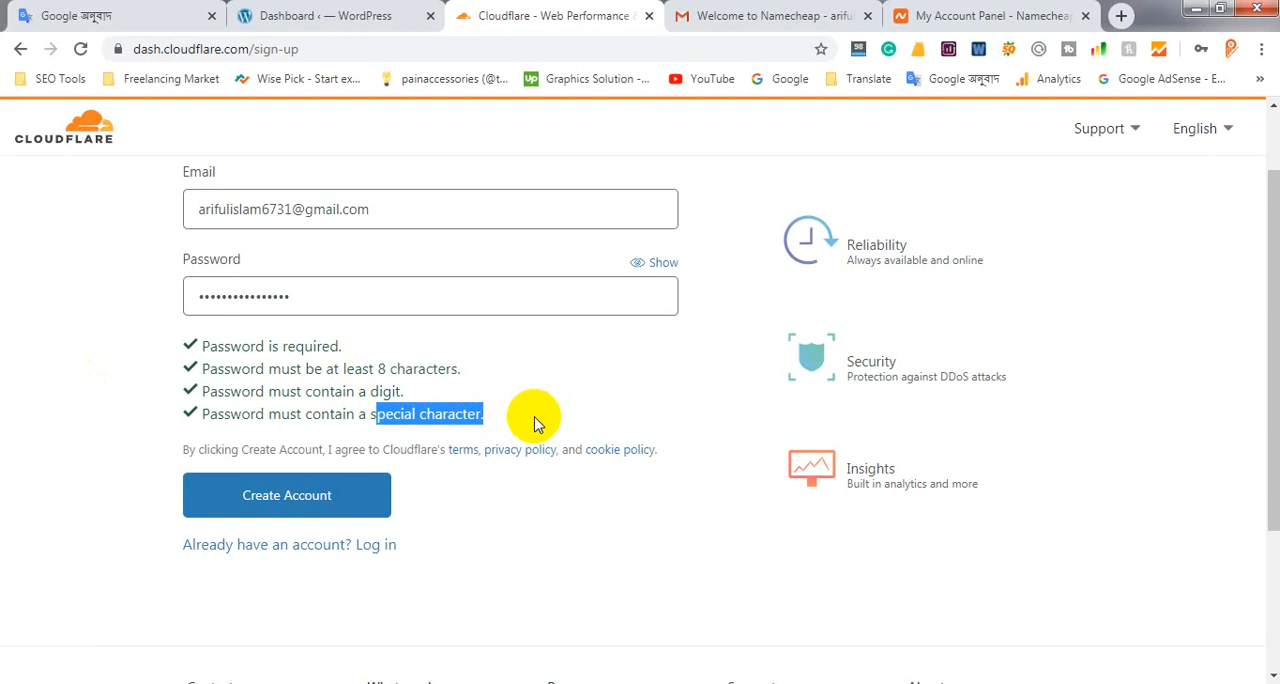 Google অনুবাদ
Dashboard ‹ — WordPress
Cloudflare - Web Performance &
Welcome to Namecheap - arifu
My Account Panel - Namecheap
dash.cloudflare.com/sign-up
98
SEO Tools
Freelancing Market
Wise Pick - Start ex...
painaccessories (@t...
Up Graphics Solution -...
YouTube
Google
Translate
Google অনুবাদ
Analytics
Google AdSense - E...
CLOUDFLARE
Support
English
Email
arifulislam6731@gmail.com
Password
Show
••••••••••••••••
Password is required.
Password must be at least 8 characters.
Password must contain a digit.
Password must contain a special character.
By clicking Create Account, I agree to Cloudflare's terms, privacy policy, and cookie policy.
Create Account
Already have an account? Log in
Reliability
Always available and online
Security
Protection against DDoS attacks
Insights
Built in analytics and more